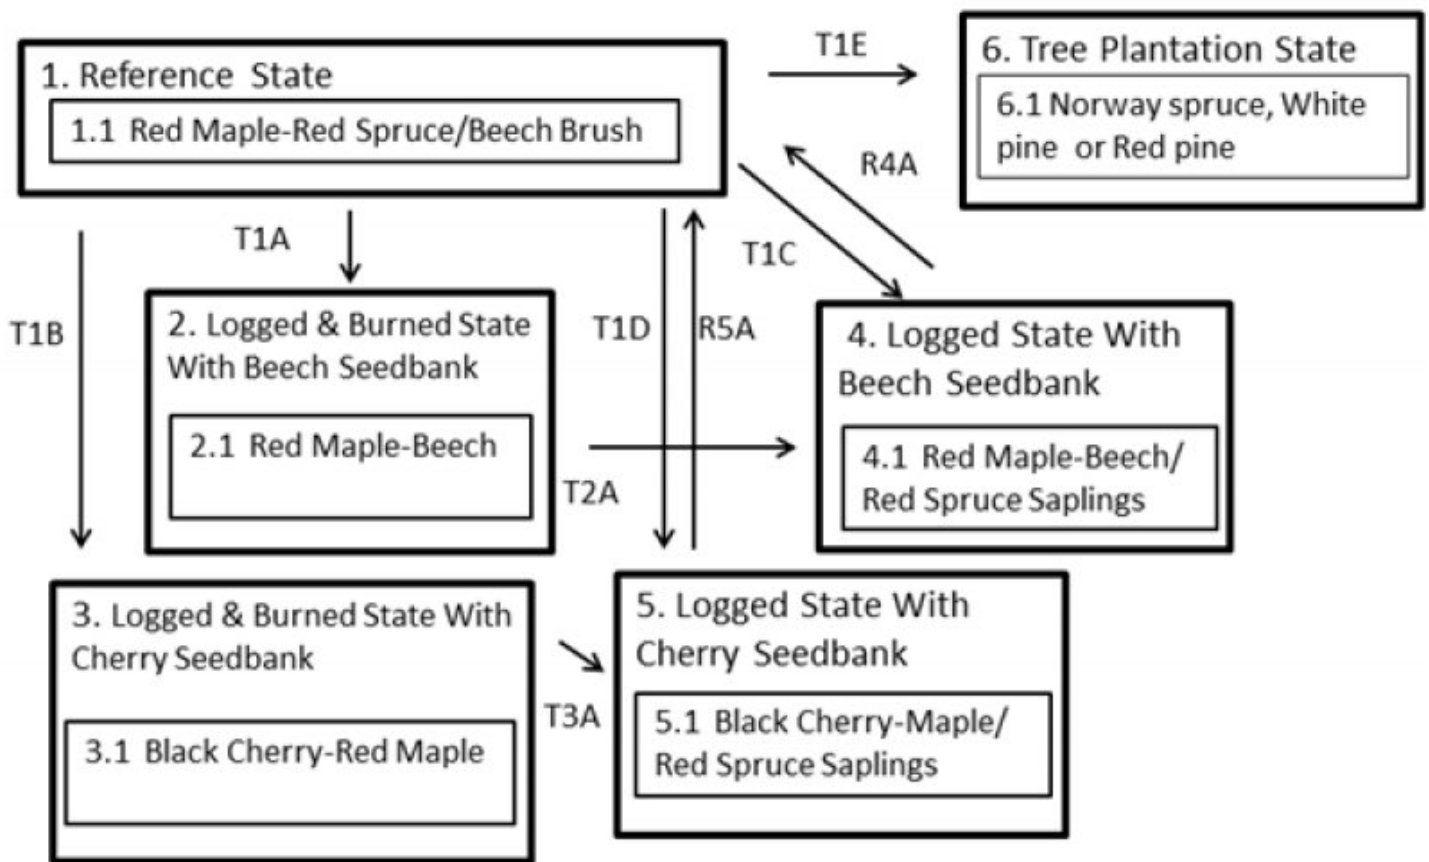 1. Reference State
1.1 Red Maple-Red Spruce/Beech Brush
T1E
6. Tree Plantation State
6.1 Norway spruce, White
pine or Red pine
R4A
T1A
T1C
T1B
2. Logged & Burned State
With Beech Seedbank
2.1 Red Maple-Beech
T1D
R5A
4. Logged State With
Beech Seedbank
4.1 Red Maple-Beech/
Red Spruce Saplings
T2A
3. Logged & Burned State With
Cherry Seedbank
3.1 Black Cherry-Red Maple
T3A
5. Logged State With
Cherry Seedbank
5.1 Black Cherry-Maple/
Red Spruce Saplings